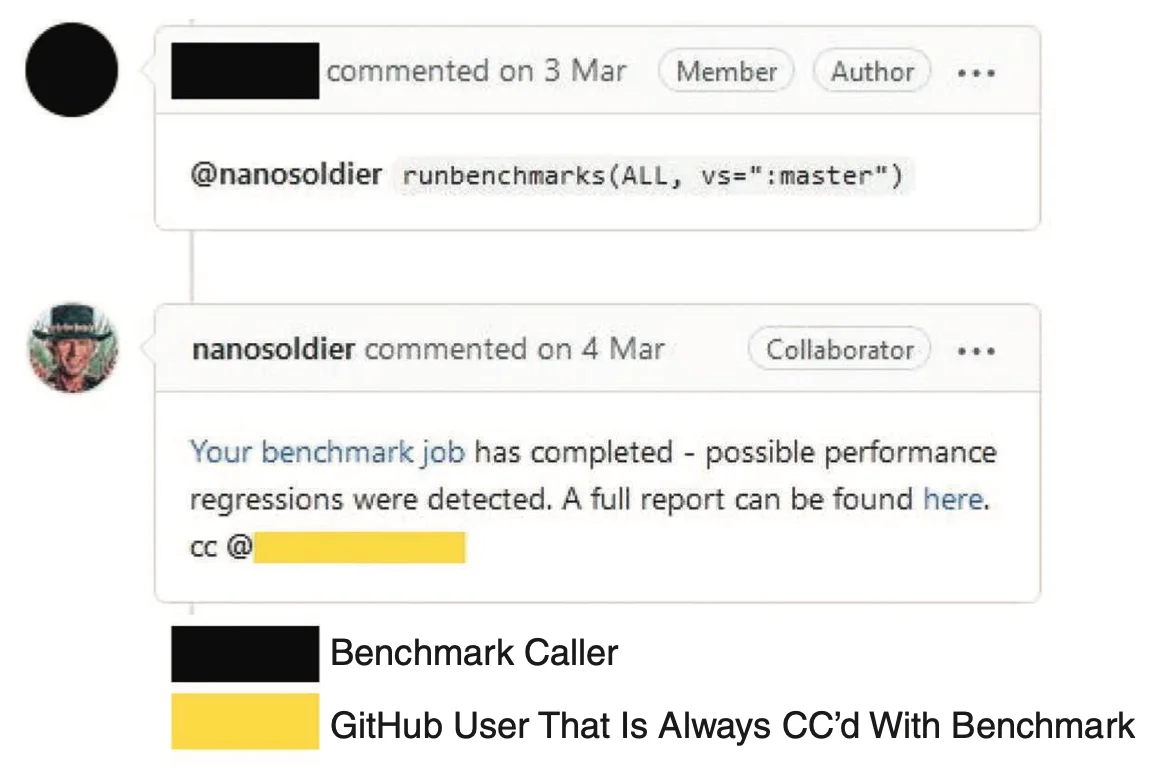 commented on 3 Mar Member Author •••
@nanosoldier runbenchmarks(ALL, vs=":master")
nanosoldier commented on 4 Mar Collaborator •••
Your benchmark job has completed - possible performance
regressions were detected. A full report can be found here.
cc @
Benchmark Caller
GitHub User That Is Always CC’d With Benchmark